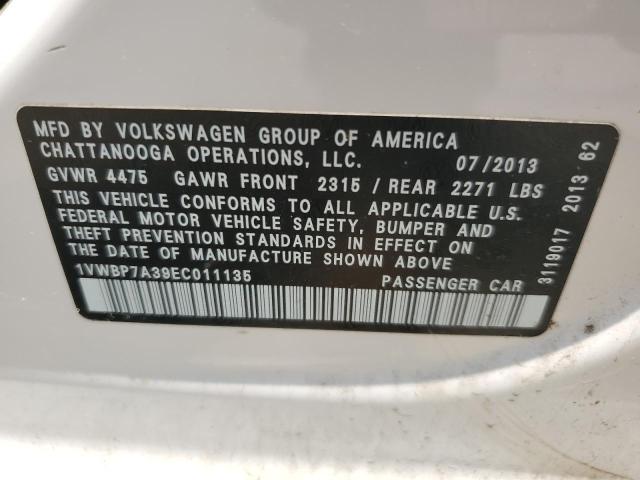 MFD BY VOLKSWAGEN GROUP OF AMERICA
CHATTANOOGA OPERATIONS, LLC. 07/2013
GVWR 4475 GAWR FRONT 2315 / REAR 2271 LBS
THIS VEHICLE CONFORMS TO ALL APPLICABLE U.S.
FEDERAL MOTOR VEHICLE SAFETY, BUMPER AND
THEFT PREVENTION STANDARDS IN EFFECT ON
THE DATE OF MANUFACTURE SHOWN ABOVE
1VWBP7A39EC011135 PASSENGER CAR
3119017 2013 62